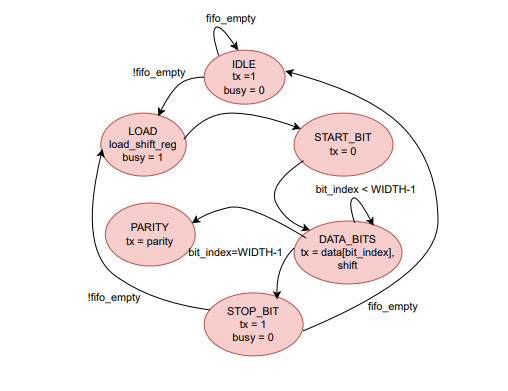 fifo_empty
IDLE
tx =1
busy = 0
!fifo_empty
LOAD
load_shift_reg
busy = 1
START_BIT
tx = 0
bit_index < WIDTH-1
PARITY
tx = parity
DATA_BITS
tx = data[bit_index],
shift
bit_index=WIDTH-1
!fifo_empty
STOP_BIT
tx = 1
busy = 0
fifo_empty